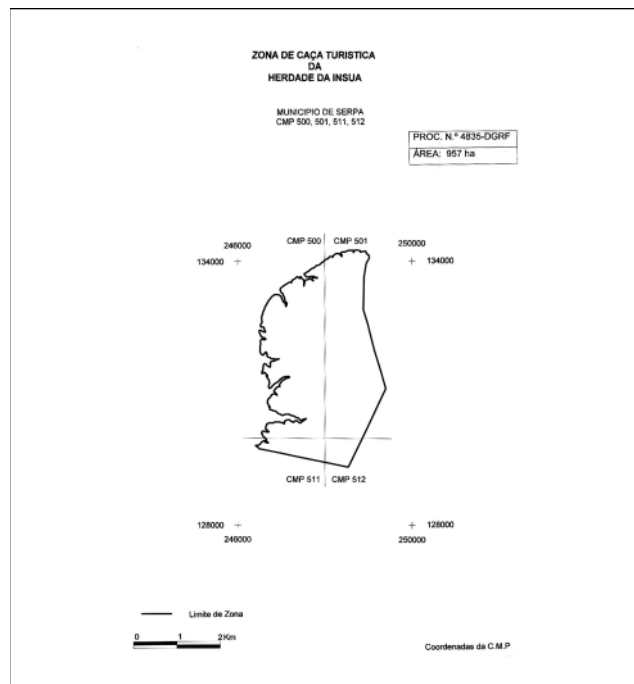 ZONA DE CAÇA TURISTICA
DA
HERDADE DA INSUA
MUNICIPIO DE SERPA
CMP 500, 501, 511, 512
PROC. N.º 4835-DGRF
ÁREA: 957 ha
246000 CMP 500 CMP 501 250000
134000 134000
CMP 511 CMP 512
128000 128000
246000 250000
Limite de Zona
0 1 2Km
Coordenadas da C.M.P